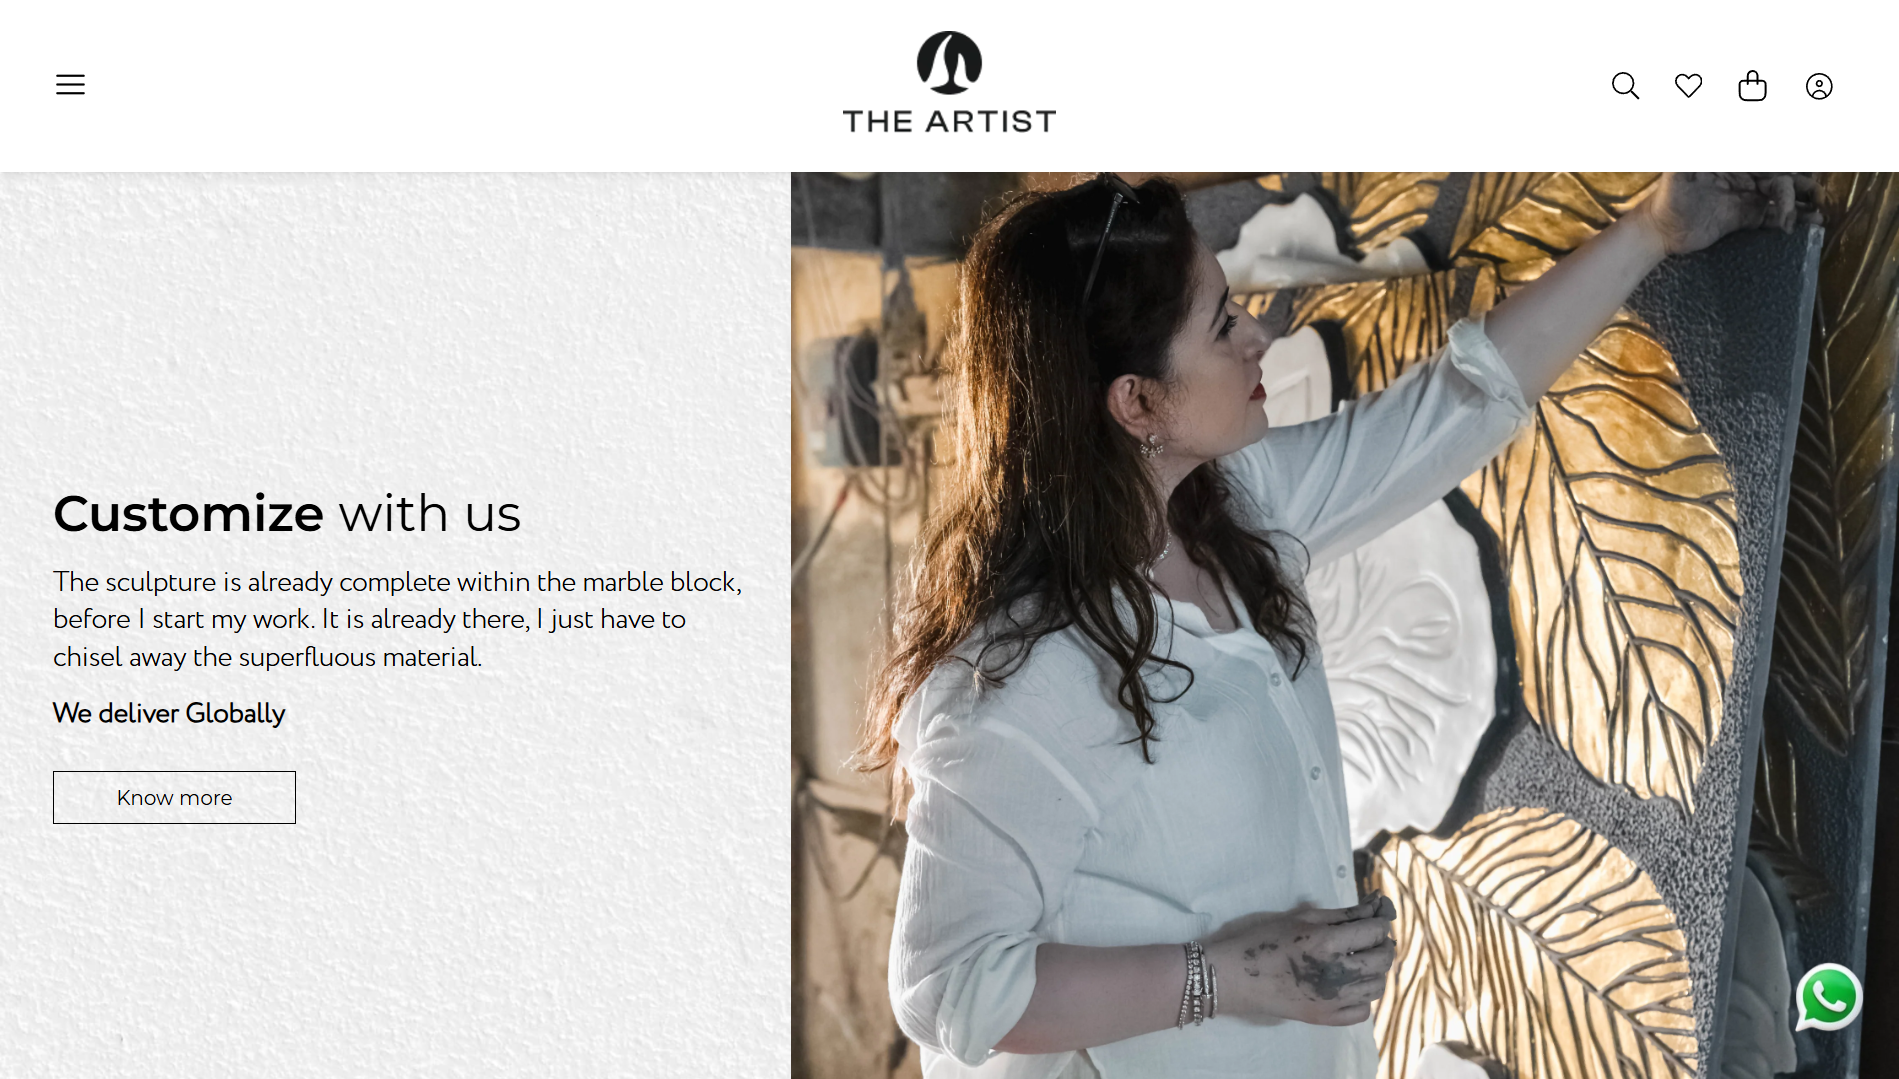 THE ARTIST
Customize with us
The sculpture is already complete within the marble block,
before I start my work. It is already there, I just have to
chisel away the superfluous material.
We deliver Globally
Know more